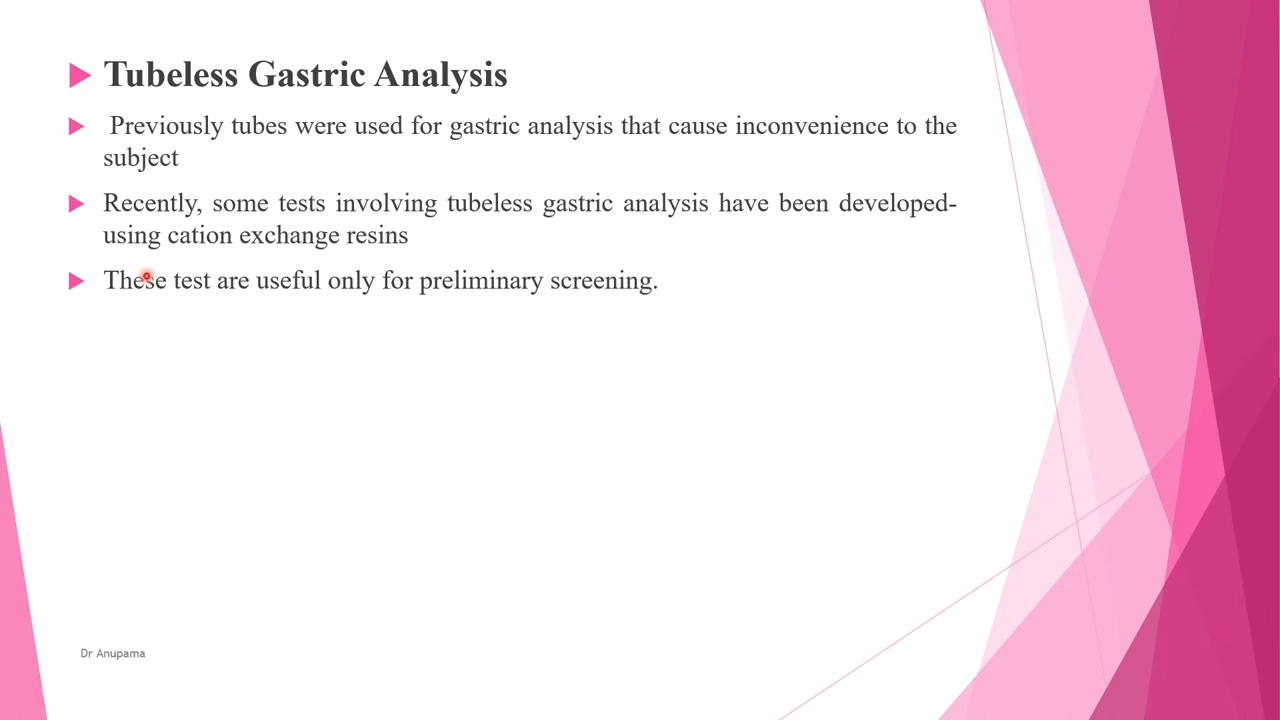 Tubeless Gastric Analysis
Previously tubes were used for gastric analysis that cause inconvenience to the
subject
Recently, some tests involving tubeless gastric analysis have been developed-
using cation exchange resins
These test are useful only for preliminary screening.
Dr Anupama